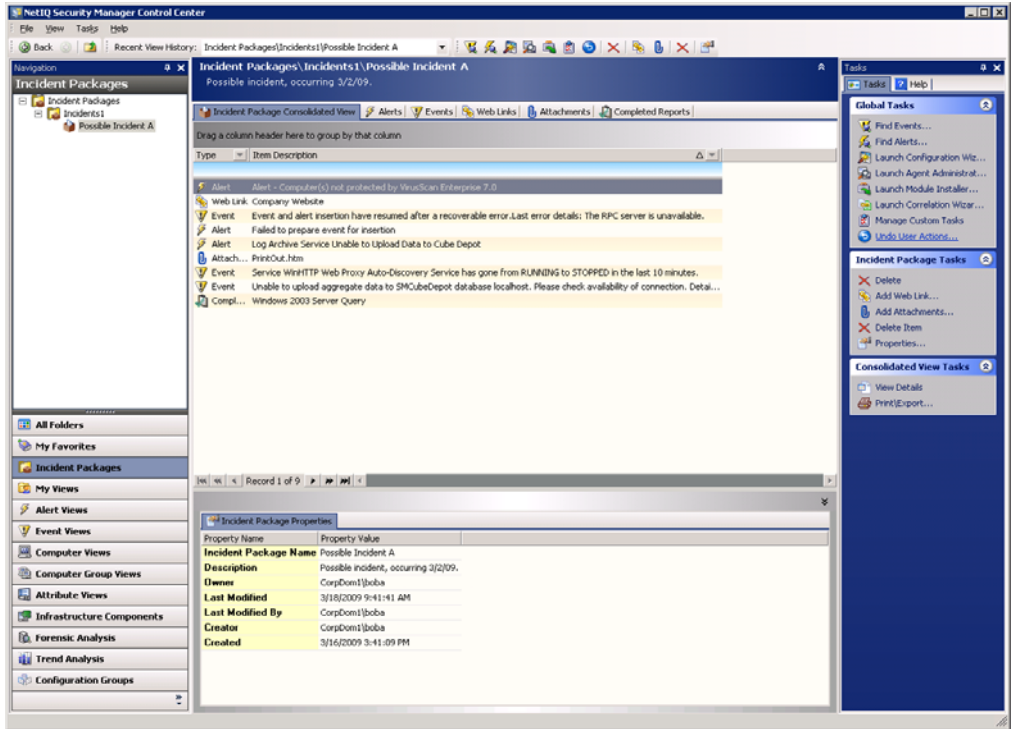 NetIQ Security Manager Control Center
File View Tasks Help
Back Recent View History: Incident Packages\Incidents1\Possible Incident A
Navigation
Incident Packages
Incident Packages
Incidents1
Possible Incident A
All Folders
My Favorites
Incident Packages
My Views
Alert Views
Event Views
Computer Views
Computer Group Views
Attribute Views
Infrastructure Components
Forensic Analysis
Trend Analysis
Configuration Groups
Incident Packages\Incidents1\Possible Incident A
Possible incident, occurring 3/2/09.
Incident Package Consolidated View Alerts Events Web Links Attachments Completed Reports
Drag a column header here to group by that column
Type Item Description
Alert Alert - Computer(s) not protected by VirusScan Enterprise 7.0
Web Link Company Website
Event Event and alert insertion have resumed after a recoverable error.Last error details: The RPC server is unavailable.
Alert Failed to prepare event for insertion
Alert Log Archive Service Unable to Upload Data to Cube Depot
Attach... PrintOut.htm
Event Service WinHTTP Web Proxy Auto-Discovery Service has gone from RUNNING to STOPPED in the last 10 minutes.
Event Unable to upload aggregate data to SMCubeDepot database localhost. Please check availability of connection. Detai...
Compl... Windows 2003 Server Query
Record 1 of 9
Incident Package Properties
Property Name Property Value
Incident Package Name Possible Incident A
Description Possible incident, occurring 3/2/09.
Owner CorpDom1\boba
Last Modified 3/18/2009 9:41:41 AM
Last Modified By CorpDom1\boba
Creator CorpDom1\boba
Created 3/16/2009 3:41:09 PM
Tasks
Tasks Help
Global Tasks
Find Events...
Find Alerts...
Launch Configuration Wiz...
Launch Agent Administrat...
Launch Module Installer...
Launch Correlation Wizar...
Manage Custom Tasks
Undo User Actions...
Incident Package Tasks
Delete
Add Web Link...
Add Attachments...
Delete Item
Properties...
Consolidated View Tasks
View Details
Print\Export...